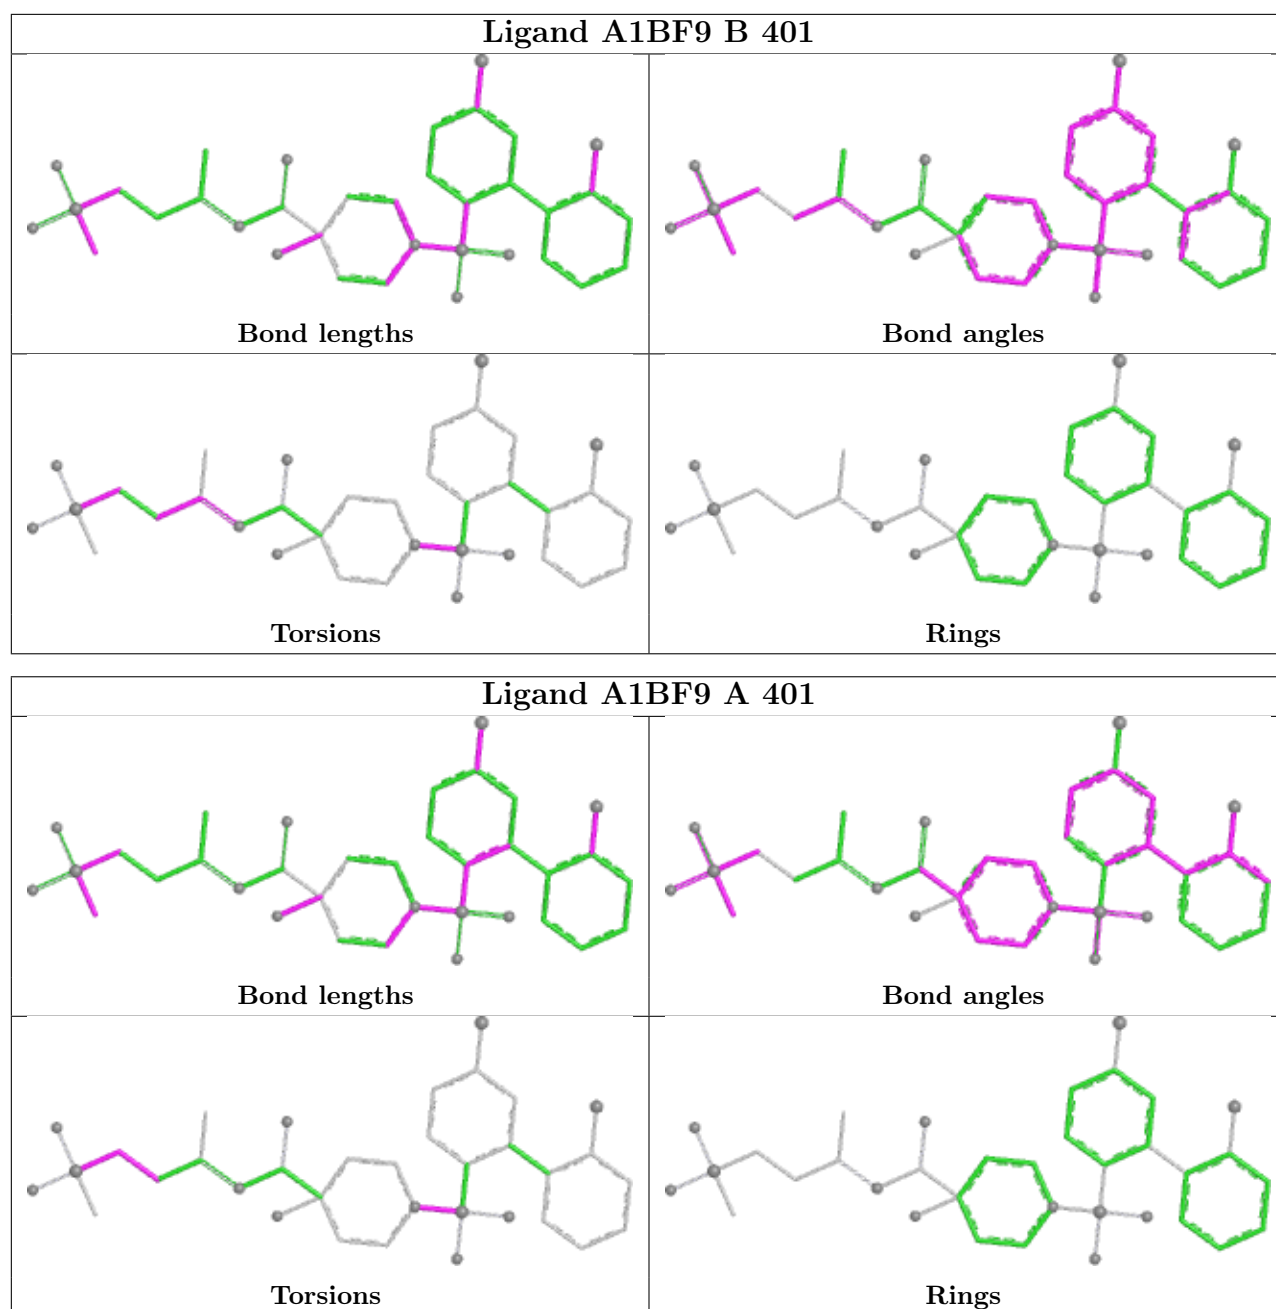 Ligand A1BF9 B 401
Bond lengths
Bond angles
Torsions
Rings
Ligand A1BF9 A 401
Bond lengths
Bond angles
Torsions
Rings